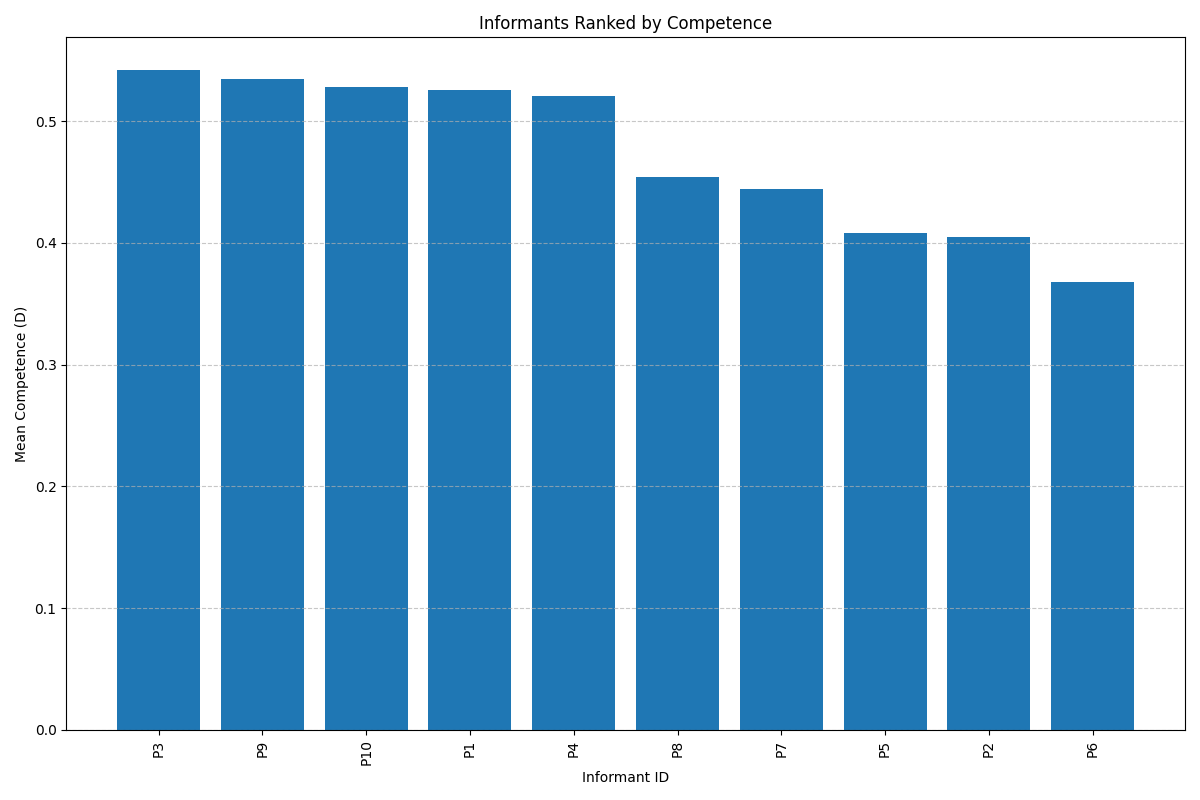 Informants Ranked by Competence
Mean Competence (D)
0.5
0.4
0.3
0.2
0.1
0.0
P3 P9 P10 P1 P4 P8 P7 P5 P2 P6
Informant ID